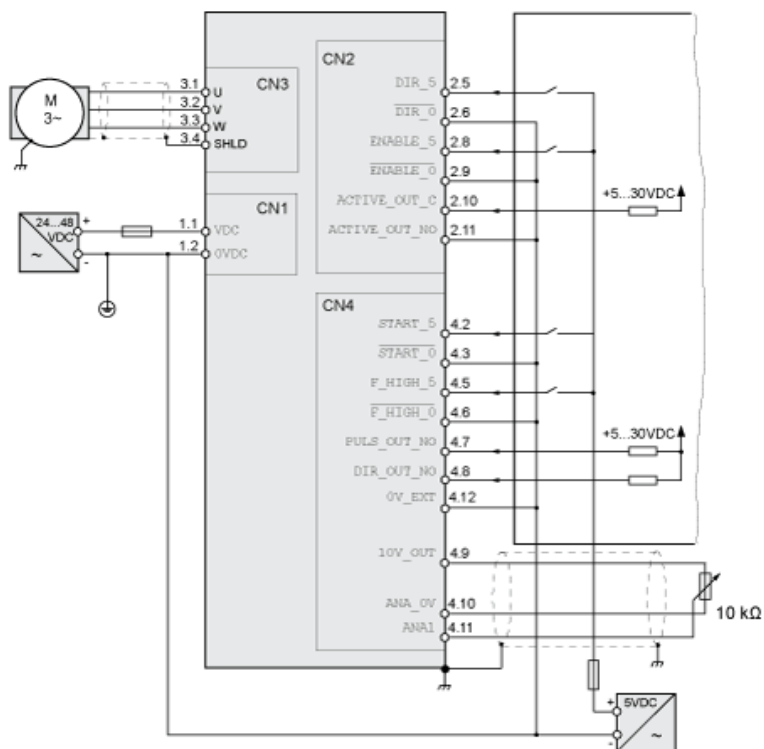 CN2
CN3
DIR_5 2.5
DIR_0 2.6
ENABLE_5 2.8
ENABLE_0 2.9
ACTIVE_OUT_C 2.10
ACTIVE_OUT_NO 2.11
+5...30VDC
M
3~
3.1 U
3.2 V
3.3 W
3.4 SHLD
CN1
24...48
VDC
~
+
-
1.1 VDC
1.2 0VDC
CN4
START_5 4.2
START_0 4.3
F_HIGH_5 4.5
F_HIGH_0 4.6
PULS_OUT_NO 4.7
DIR_OUT_NO 4.8
0V_EXT 4.12
+5...30VDC
10V_OUT 4.9
ANA_0V 4.10
ANA1 4.11
10 kΩ
+
5VDC
-
~